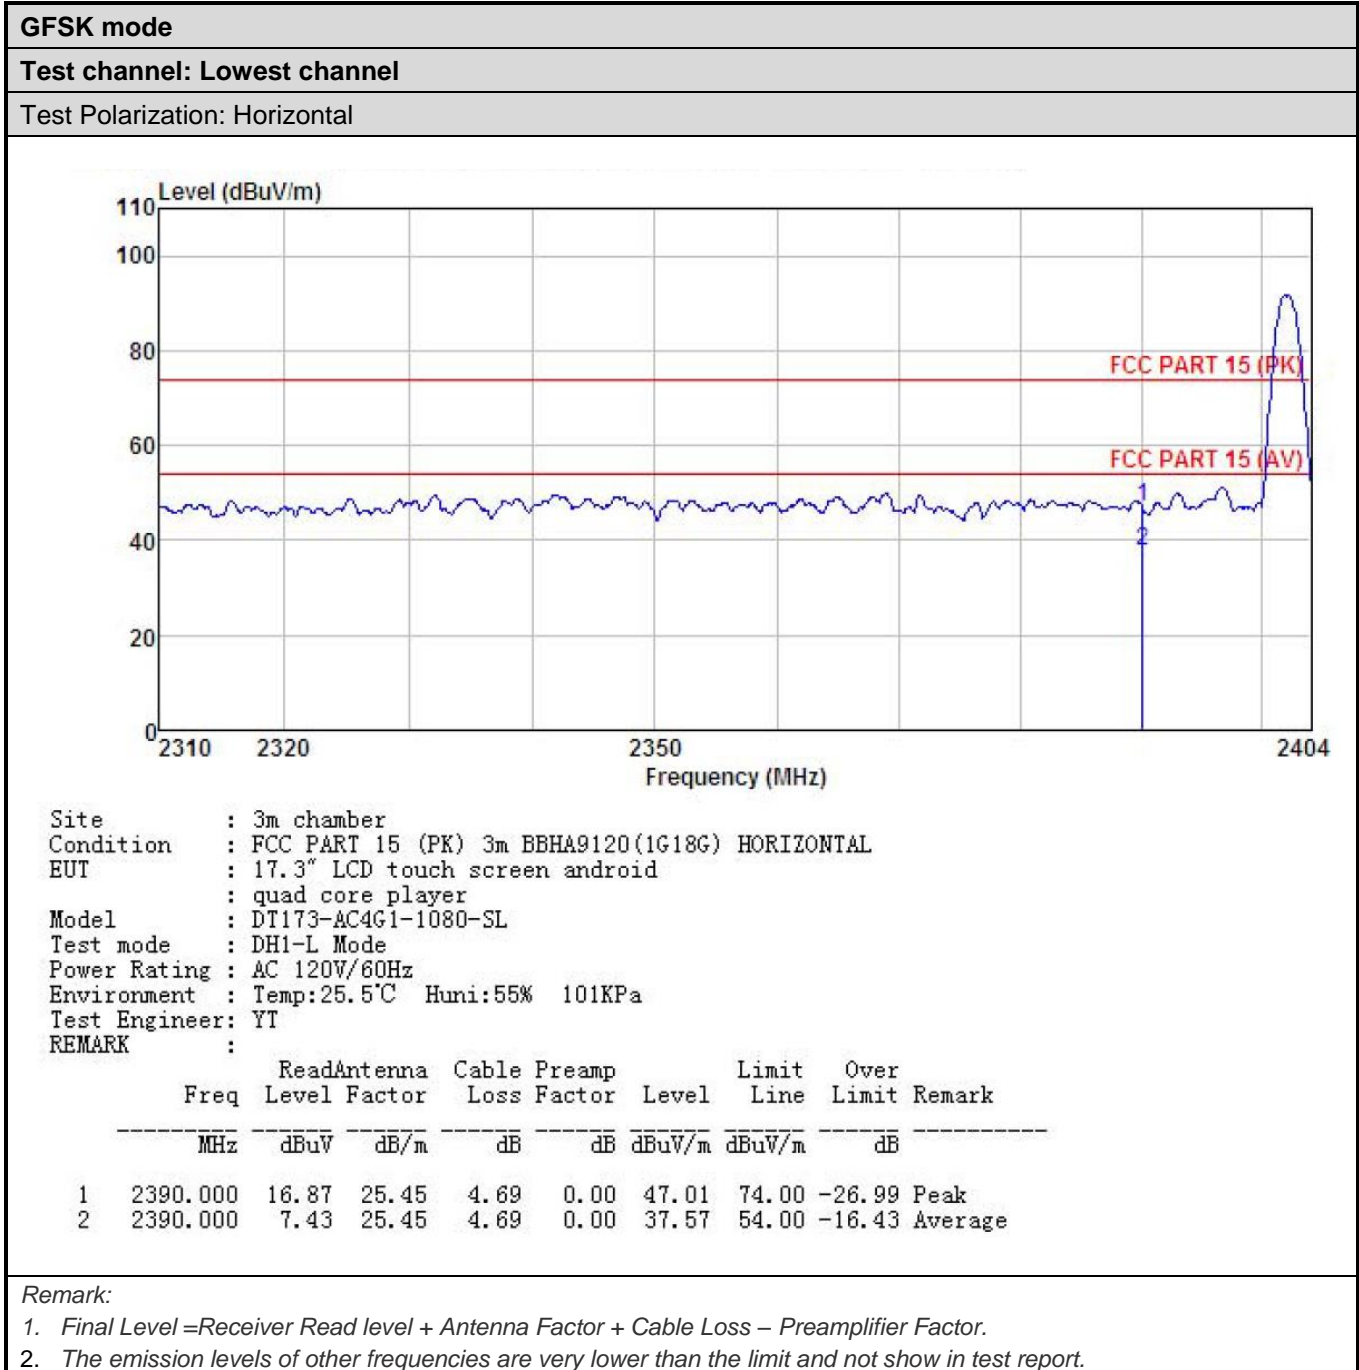 GFSK mode
Test channel: Lowest channel
Test Polarization: Horizontal
Level (dBuV/m)
110
100
80
FCC PART 15 (PK)
60
FCC PART 15 (AV)
1
40
2
20
0
2310 2320 2350 2404
Frequency (MHz)
Site : 3m chamber
Condition : FCC PART 15 (PK) 3m BBHA9120(1G18G) HORIZONTAL
EUT : 17.3" LCD touch screen android
: quad core player
Model : DT173-AC4G1-1080-SL
Test mode : DH1-L Mode
Power Rating : AC 120V/60Hz
Environment : Temp:25.5℃ Huni:55% 101KPa
Test Engineer: YT
REMARK :
ReadAntenna Cable Preamp Limit Over
Freq Level Factor Loss Factor Level Line Limit Remark
MHz dBuV dB/m dB dB dBuV/m dBuV/m dB
1 2390.000 16.87 25.45 4.69 0.00 47.01 74.00 -26.99 Peak
2 2390.000 7.43 25.45 4.69 0.00 37.57 54.00 -16.43 Average
Remark:
1. Final Level =Receiver Read level + Antenna Factor + Cable Loss – Preamplifier Factor.
2. The emission levels of other frequencies are very lower than the limit and not show in test report.